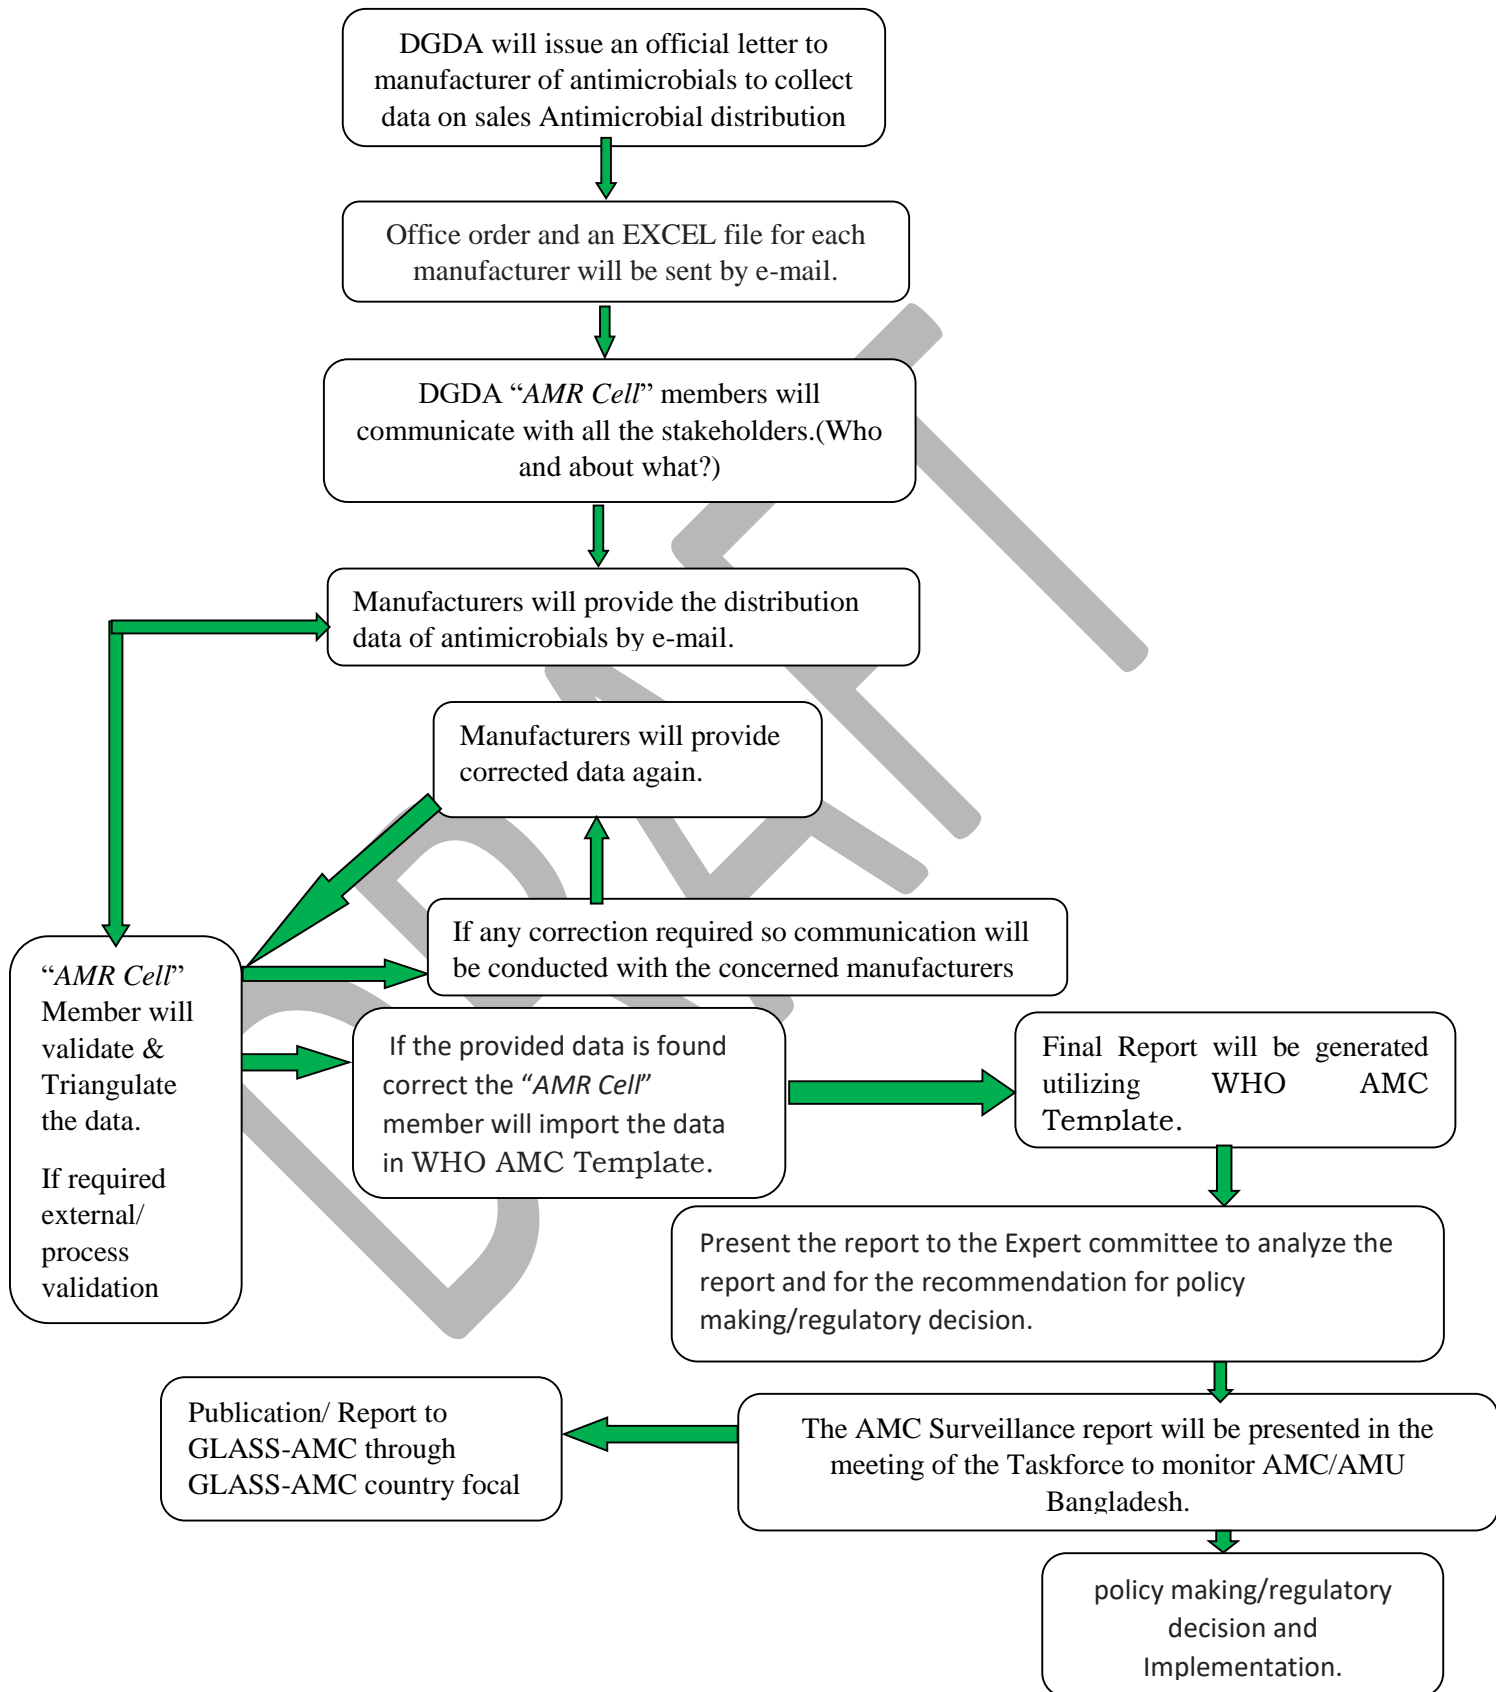 DGDA will issue an official letter to
manufacturer of antimicrobials to collect
data on sales Antimicrobial distribution
Office order and an EXCEL file for each
manufacturer will be sent by e-mail.
DGDA “AMR Cell” members will
communicate with all the stakeholders.(Who
and about what?)
Manufacturers will provide the distribution
data of antimicrobials by e-mail.
Manufacturers will provide
corrected data again.
If any correction required so communication will
be conducted with the concerned manufacturers
“AMR Cell”
Member will
validate &
Triangulate
the data.
If required
external/
process
validation
If the provided data is found
correct the “AMR Cell”
member will import the data
in WHO AMC Template.
Final Report will be generated
utilizing WHO AMC
Template.
Present the report to the Expert committee to analyze the
report and for the recommendation for policy
making/regulatory decision.
The AMC Surveillance report will be presented in the
meeting of the Taskforce to monitor AMC/AMU
Bangladesh.
Publication/ Report to
GLASS-AMC through
GLASS-AMC country focal
policy making/regulatory
decision and
Implementation.
DRAFT